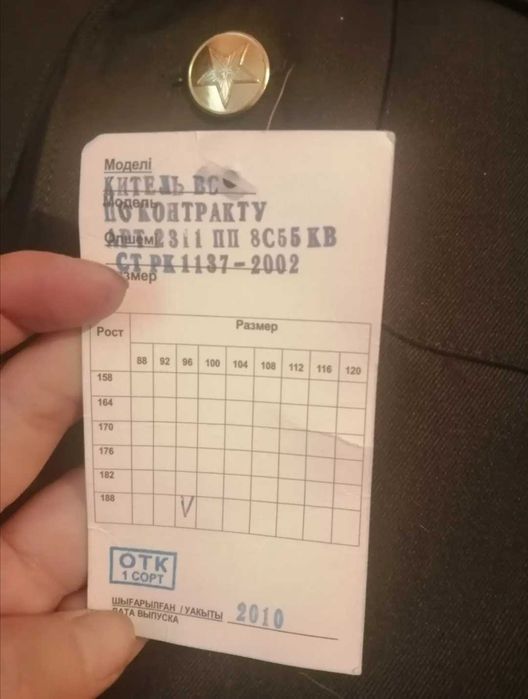 Моделі
КИТЕЛЬ ВС
Модель
ПО КОНТРАКТУ
Өлшемі
АРТ 2311 ПП 8С55 КВ
СТ РК 1137-2002
Размер
Рост Размер
88 92 96 100 104 108 112 116 120
158
164
170
176
182
188 V
ОТК
1 СОРТ
ШЫҒАРЫЛҒАН / УАКЫТЫ 2010
ДАТА ВЫПУСКА